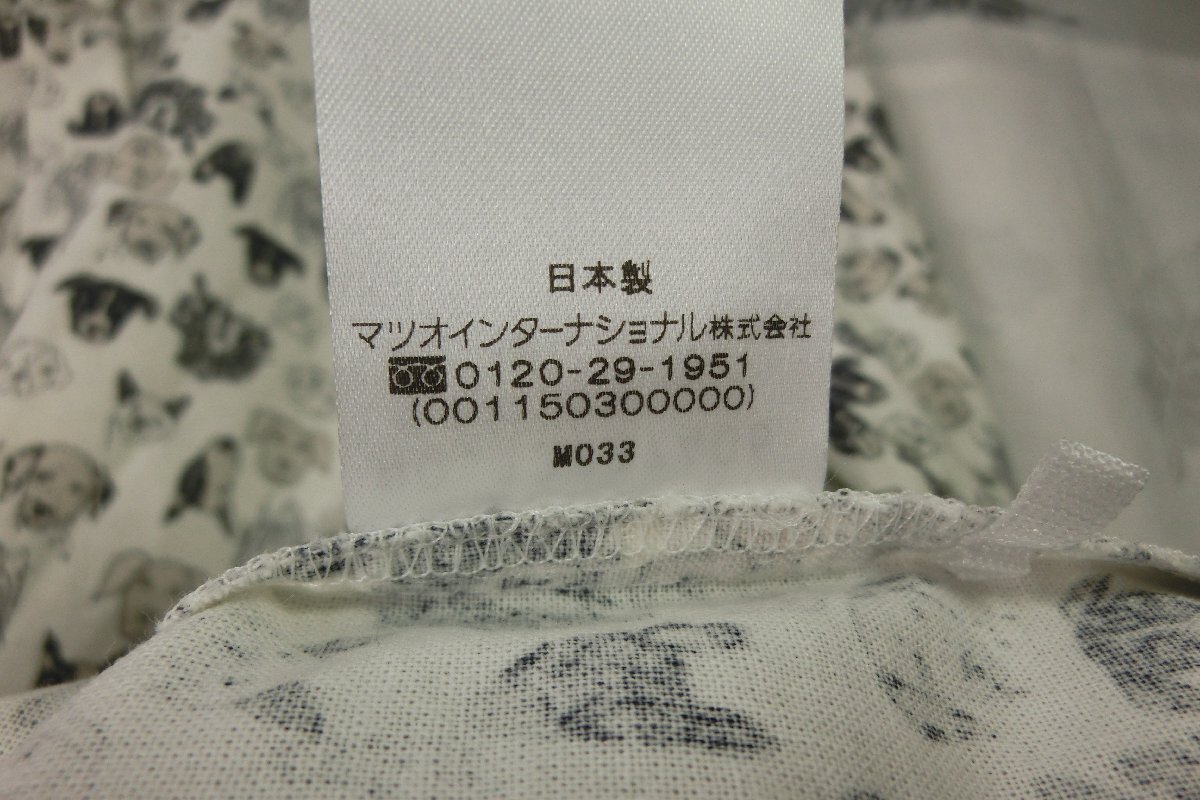 日本製
マツオインターナショナル株式会社
0120-29-1951
(001150300000)
M033